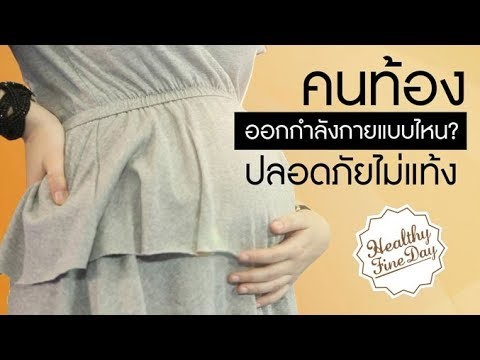 คนท้อง
ออกกำลังกายแบบไหน?
ปลอดภัยไม่แท้ง
Healthy
Fine Day